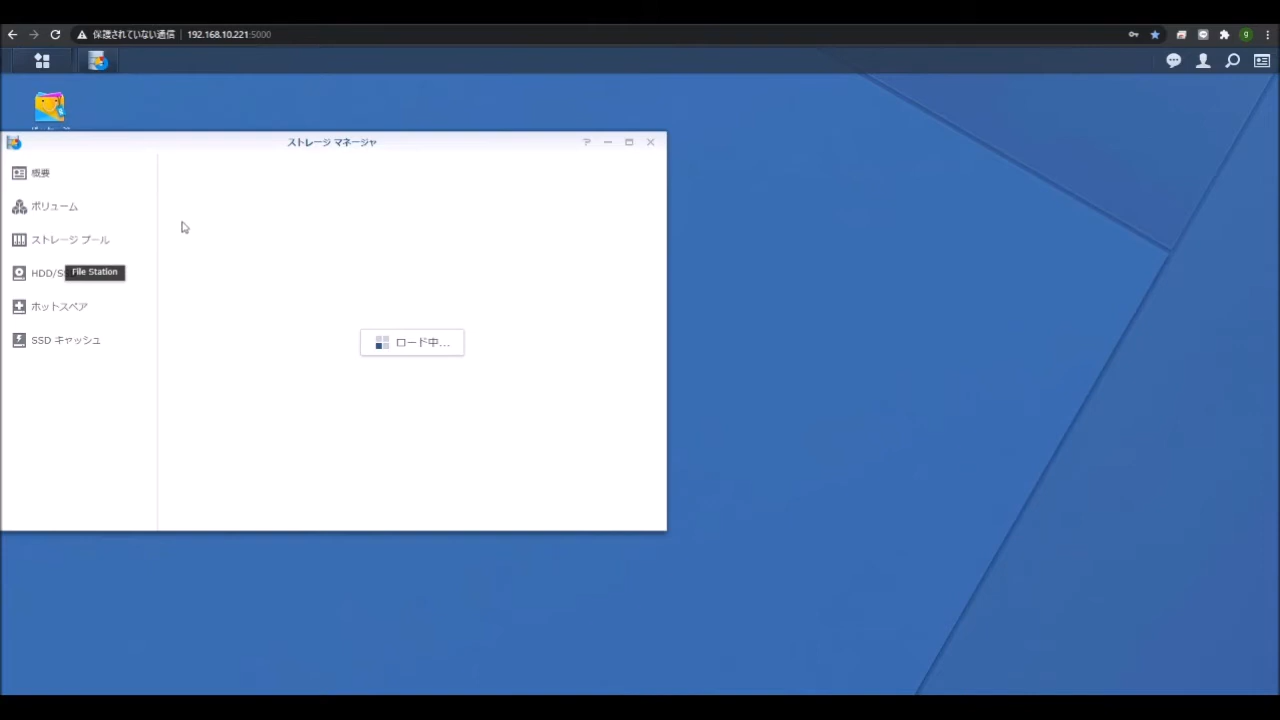 保護されていない通信
192.168.10.221:5000
g
ストレージ マネージャ
概要
ボリューム
ストレージ プール
HDD/S
File Station
ホットスペア
SSD キャッシュ
ロード中...